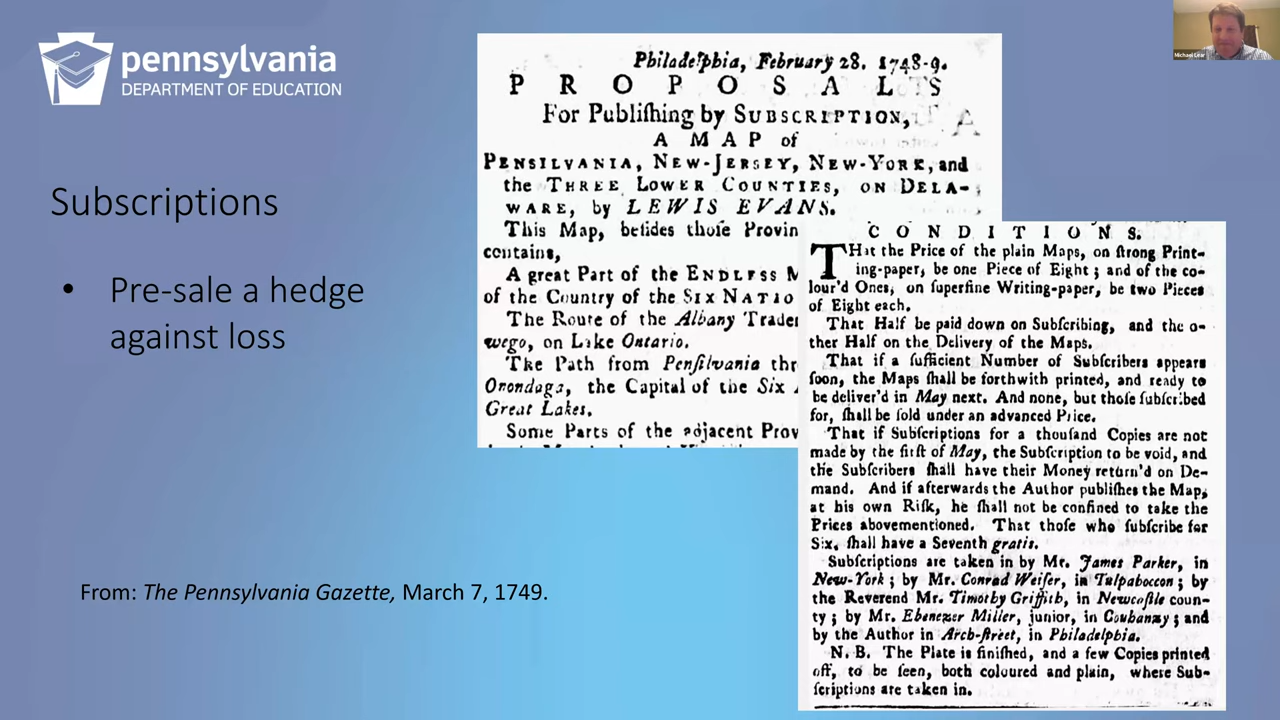 pennsylvania
DEPARTMENT OF EDUCATION
Subscriptions
• Pre-sale a hedge
against loss
From: The Pennsylvania Gazette, March 7, 1749.
Philadelphia, February 28. 1748-9.
PROPOSALS
For Publiſhing by SUBSCRIPTION,
A MAP of
PENSILVANIA, NEW-JERSEY, NEW-YORK, and
the THREE LOWER COUNTIES, ON DELA-
WARE, by LEWIS EVANS.
This Map, beſides thoſe Provin
contains,
A great Part of the ENDLESS M
of the Country of the SIX NATIO
The Route of the Albany Trader
wego, on Lake Ontario.
The Path from Penſilvania thr
Onondaga, the Capital of the Six
Great Lakes.
Some Parts of the adjacent Prov
CONDITIONS.
THat the Price of the plain Maps, on ſtrong Print-
ing-paper, be one Piece of Eight; and of the co-
lour'd Ones, on ſuperfine Writing-paper, be two Pieces
of Eight each.
That Half be paid down on Subſcribing, and the o-
ther Half on the Delivery of the Maps.
That if a ſufficient Number of Subſcribers appears
ſoon, the Maps ſhall be forthwith printed, and ready to
be deliver'd in May next. And none, but thoſe ſubſcribed
for, ſhall be ſold under an advanced Price.
That if Subſcriptions for a thouſand Copies are not
made by the firſt of May, the Subſcription to be void, and
the Subſcribers ſhall have their Money return'd on De-
mand. And if afterwards the Author publiſhes the Map,
at his own Riſk, he ſhall not be confined to take the
Prices abovementioned. That thoſe who ſubſcribe for
Six, ſhall have a Seventh gratis.
Subſcriptions are taken in by Mr. James Parker, in
New-York; by Mr. Conrad Weiſer, in Tulpahoccon; by
the Reverend Mr. Timothy Griffith, in Newcaſtle coun-
ty; by Mr. Ebenezer Miller, junior, in Couhanzy; and
by the Author in Arch-ſtreet, in Philadelphia.
N. B. The Plate is finiſhed, and a few Copies printed
off, to be ſeen, both coloured and plain, where Sub-
ſcriptions are taken in.
Michael Lear